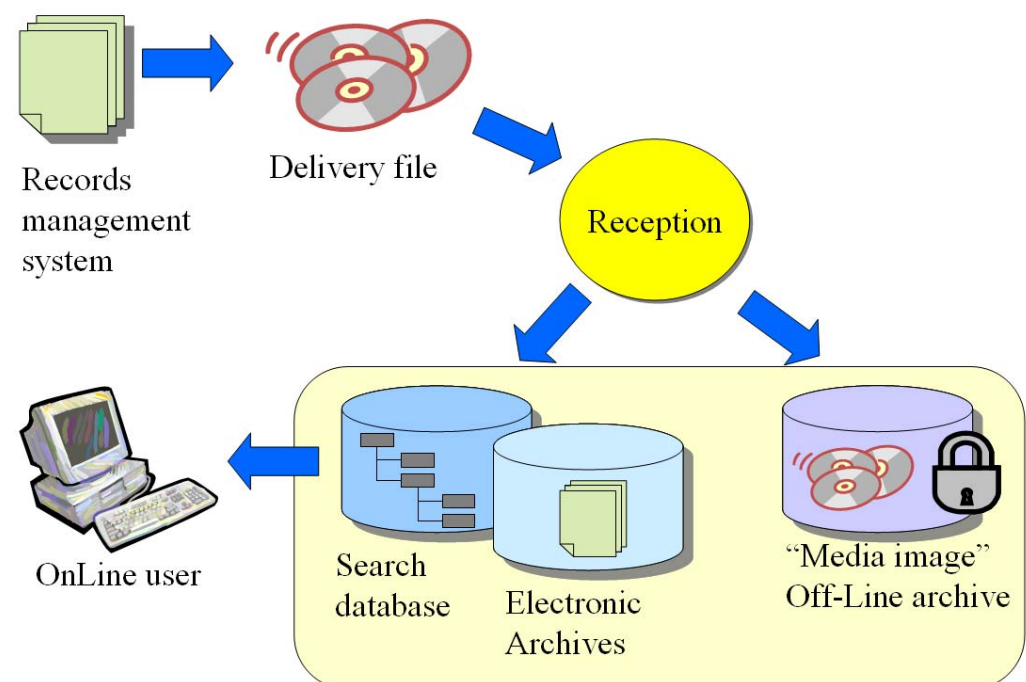 Records
management
system
Delivery file
Reception
OnLine user
Search
database
Electronic
Archives
“Media image”
Off-Line archive